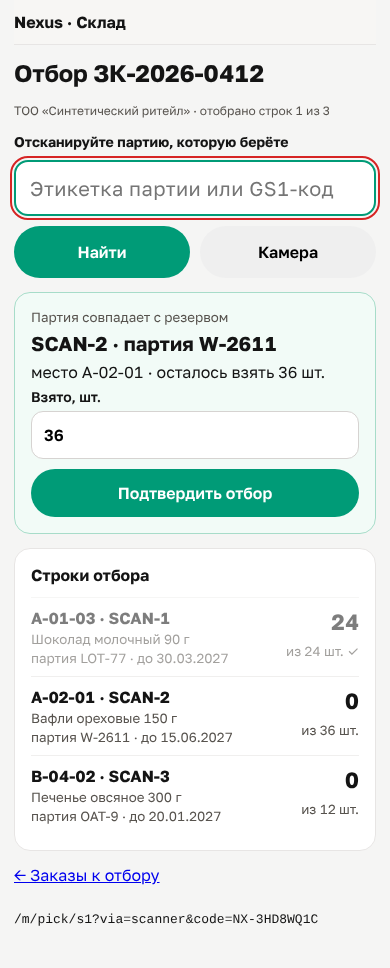 Nexus · Склад
Отбор ЗК-2026-0412
ТОО «Синтетический ритейл» · отобрано строк 1 из 3
Отсканируйте партию, которую берёте
Этикетка партии или GS1-код
Найти
Камера
Партия совпадает с резервом
SCAN-2 · партия W-2611
место A-02-01 · осталось взять 36 шт.
Взято, шт.
36
Подтвердить отбор
Строки отбора
A-01-03 · SCAN-1
24
Шоколад молочный 90 г
партия LOT-77 · до 30.03.2027
из 24 шт. ✓
A-02-01 · SCAN-2
0
Вафли ореховые 150 г
партия W-2611 · до 15.06.2027
из 36 шт.
B-04-02 · SCAN-3
0
Печенье овсяное 300 г
партия OAT-9 · до 20.01.2027
из 12 шт.
← Заказы к отбору
/m/pick/s1?via=scanner&code=NX-3HD8WQ1C